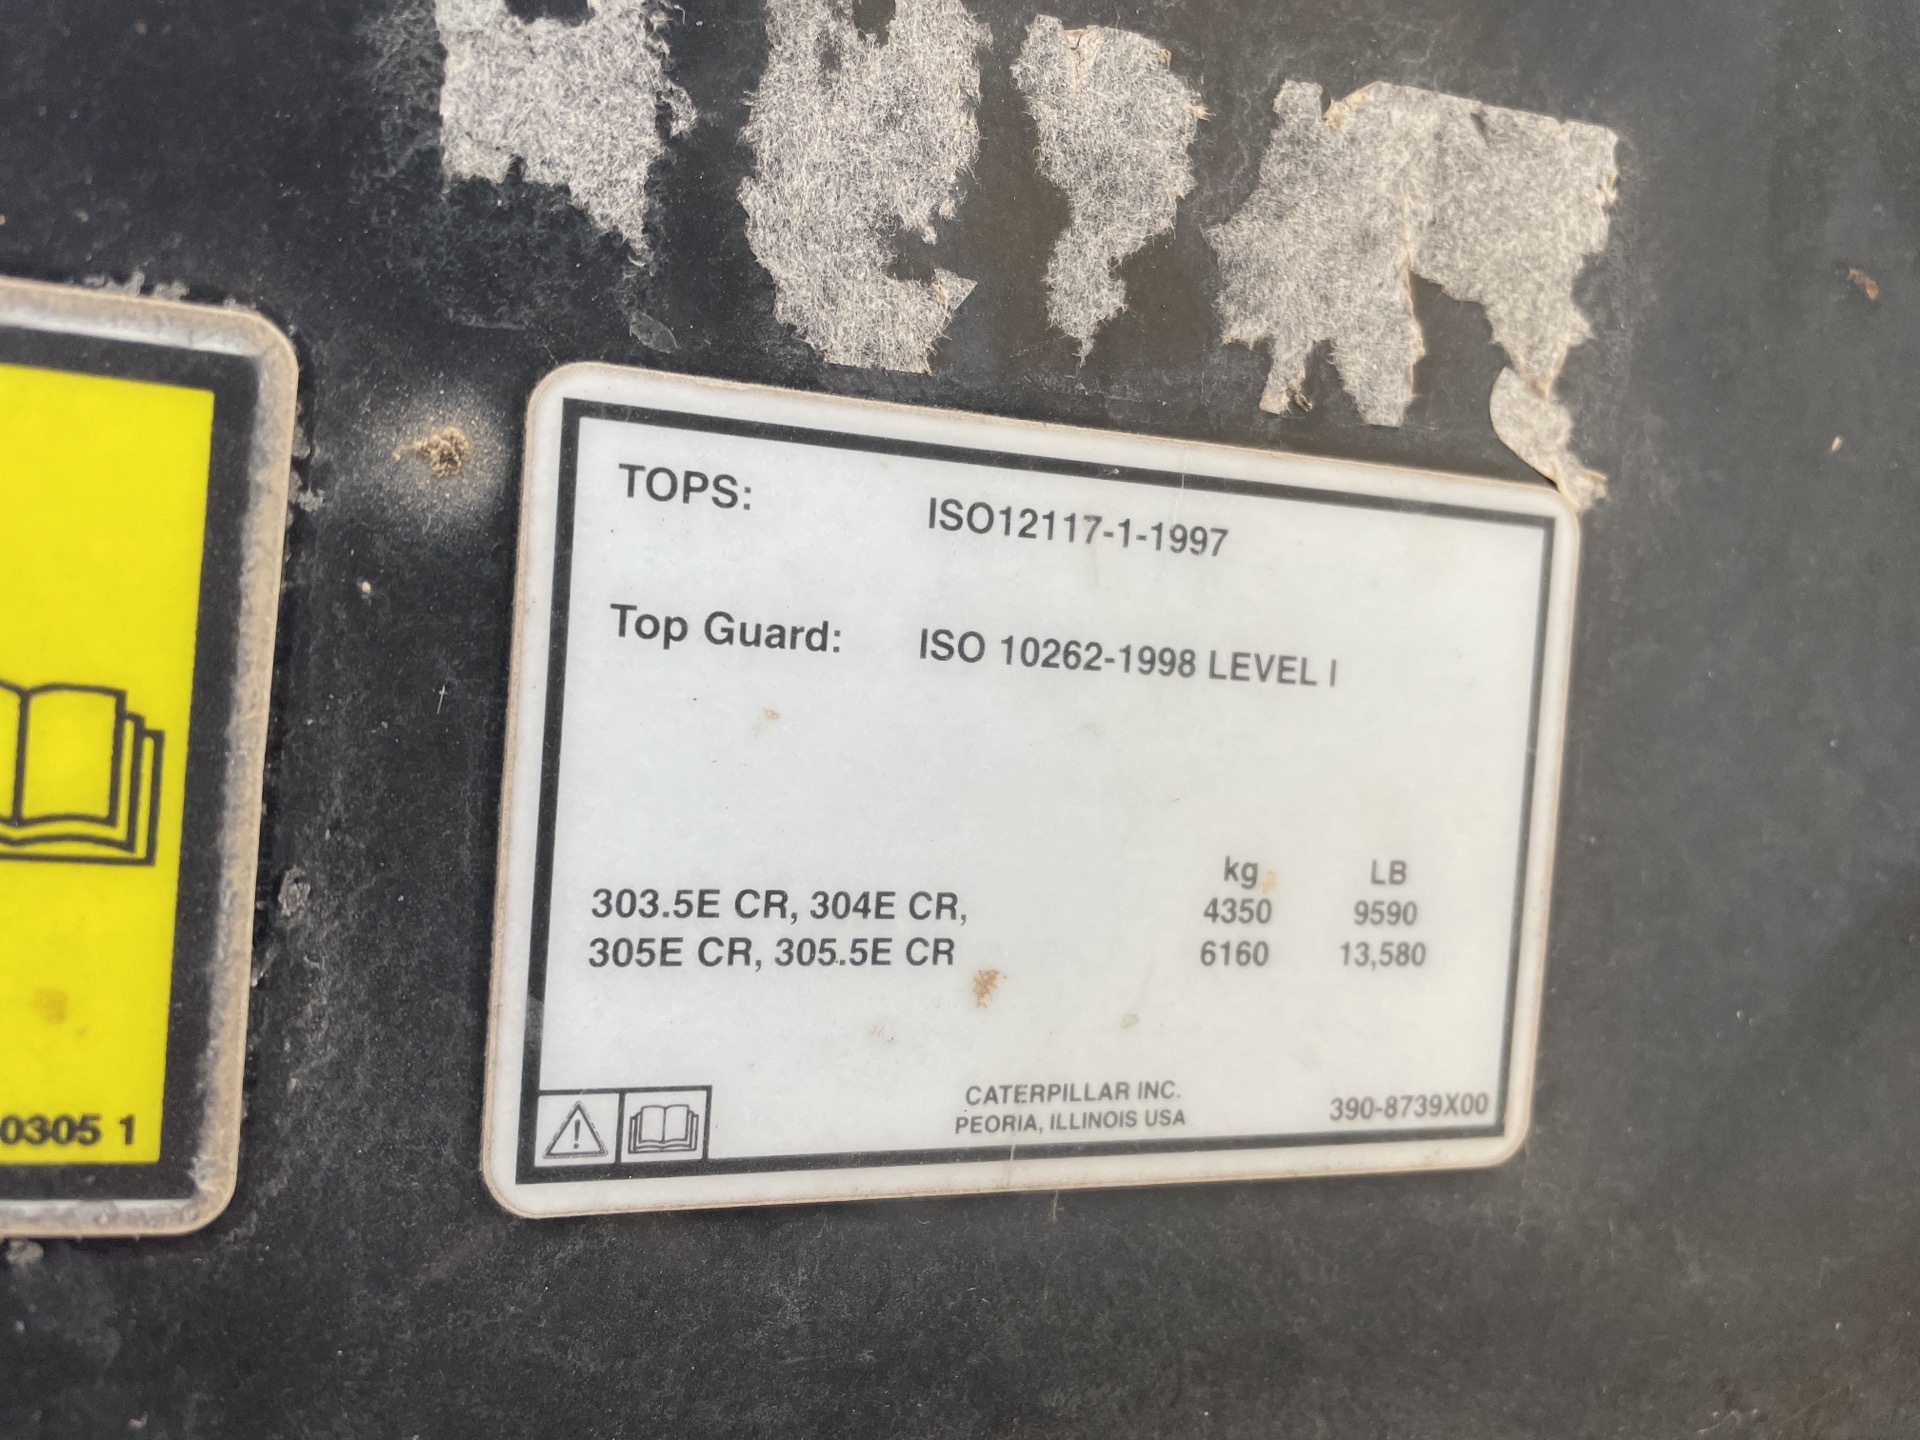 TOPS: ISO12117-1-1997
Top Guard: ISO 10262-1998 LEVEL I
kg LB
303.5E CR, 304E CR, 4350 9590
305E CR, 305.5E CR 6160 13,580
CATERPILLAR INC.
PEORIA, ILLINOIS USA
390-8739X00
0305 1